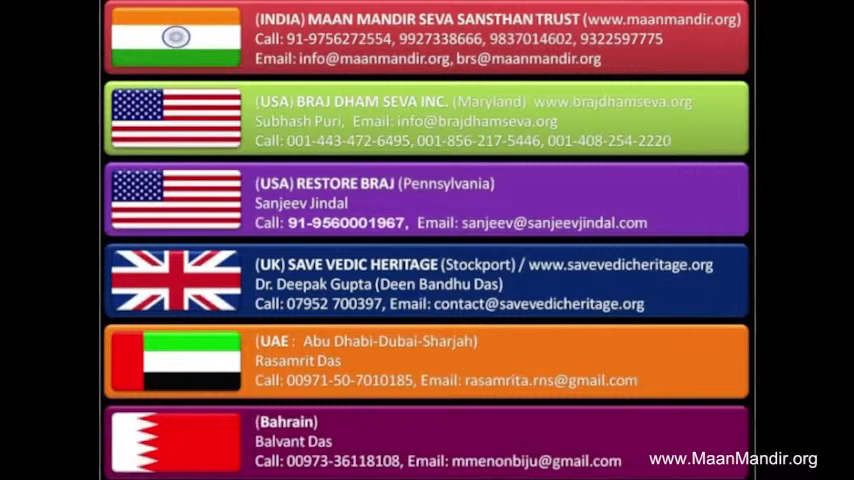 (INDIA) MAAN MANDIR SEVA SANSTHAN TRUST (www.maanmandir.org)
Call: 91-9756272554, 9927338666, 9837014602, 9322597775
Email: info@maanmandir.org, brs@maanmandir.org
(USA) BRAJ DHAM SEVA INC. (Maryland) www.brajdhamseva.org
Subhash Puri, Email: info@brajdhamseva.org
Call: 001-443-472-6495, 001-856-217-5446, 001-408-254-2220
(USA) RESTORE BRAJ (Pennsylvania)
Sanjeev Jindal
Call: 91-9560001967, Email: sanjeev@sanjeevjindal.com
(UK) SAVE VEDIC HERITAGE (Stockport) / www.savevedicheritage.org
Dr. Deepak Gupta (Deen Bandhu Das)
Call: 07952 700397, Email: contact@savevedicheritage.org
(UAE : Abu Dhabi-Dubai-Sharjah)
Rasamrit Das
Call: 00971-50-7010185, Email: rasamrita.rns@gmail.com
(Bahrain)
Balvant Das
Call: 00973-36118108, Email: mmenonbiju@gmail.com
www.MaanMandir.org